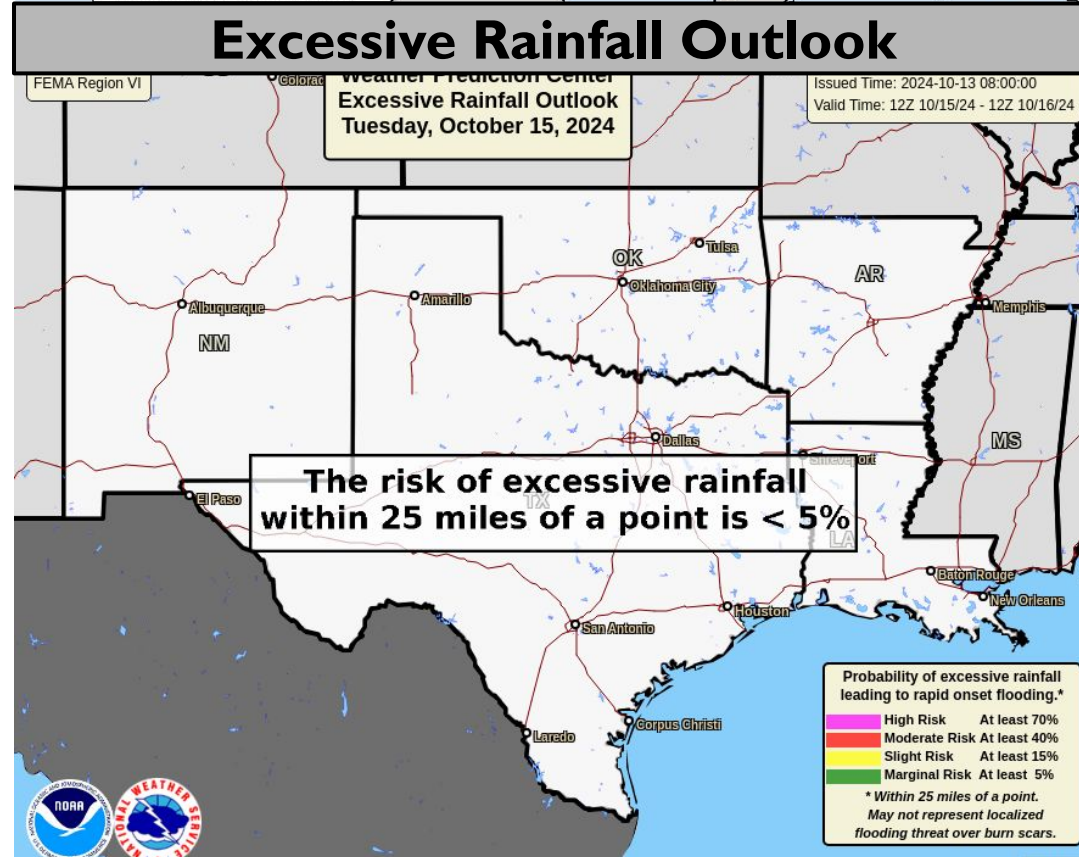 Excessive Rainfall Outlook
FEMA Region VI
Weather Prediction Center
Excessive Rainfall Outlook
Tuesday, October 15, 2024
Issued Time: 2024-10-13 08:00:00
Valid Time: 12Z 10/15/24 - 12Z 10/16/24
Colorad
Tulsa
OK
Oklahoma City
AR
Albuquerque
Amarillo
Memphis
NM
Dallas
MS
Shreveport
The risk of excessive rainfall
within 25 miles of a point is < 5%
El Paso
TX
LA
Baton Rouge
New Orleans
Houston
San Antonio
Corpus Christi
Laredo
Probability of excessive rainfall
leading to rapid onset flooding.*
High Risk At least 70%
Moderate Risk At least 40%
Slight Risk At least 15%
Marginal Risk At least 5%
* Within 25 miles of a point.
May not represent localized
flooding threat over burn scars.
NOAA
NATIONAL WEATHER SERVICE